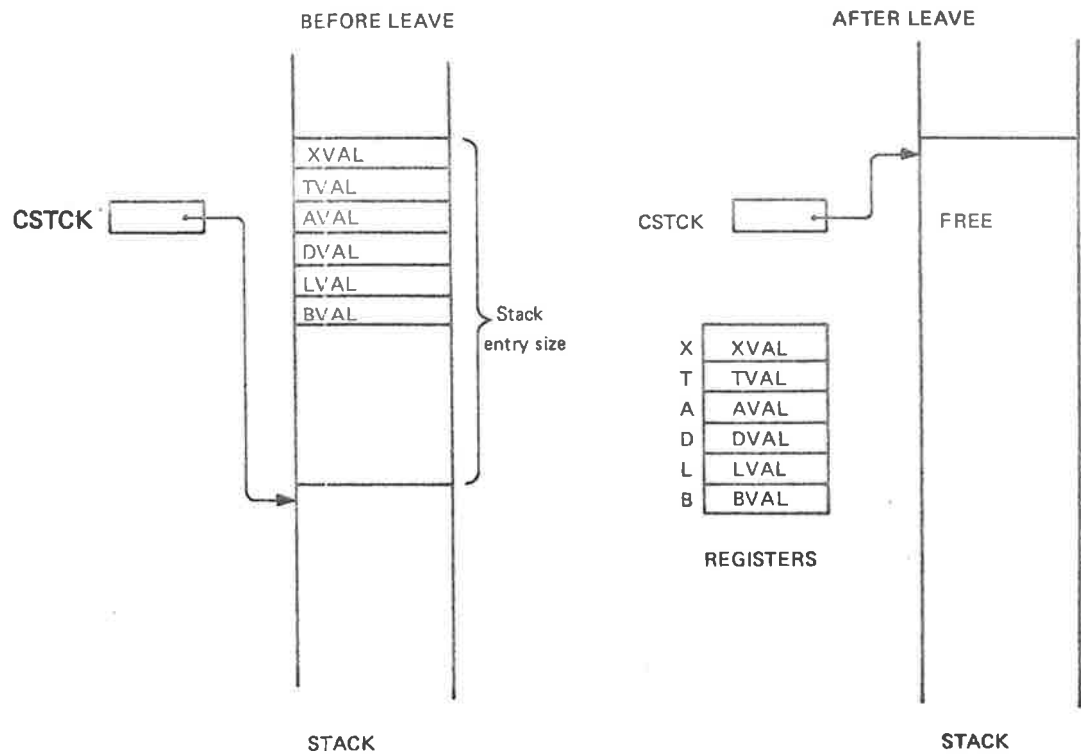 BEFORE LEAVE
XVAL
TVAL
AVAL
DVAL
LVAL
BVAL
CSTCK
Stack
entry size
STACK
AFTER LEAVE
CSTCK
FREE
X XVAL
T TVAL
A AVAL
D DVAL
L LVAL
B BVAL
REGISTERS
STACK